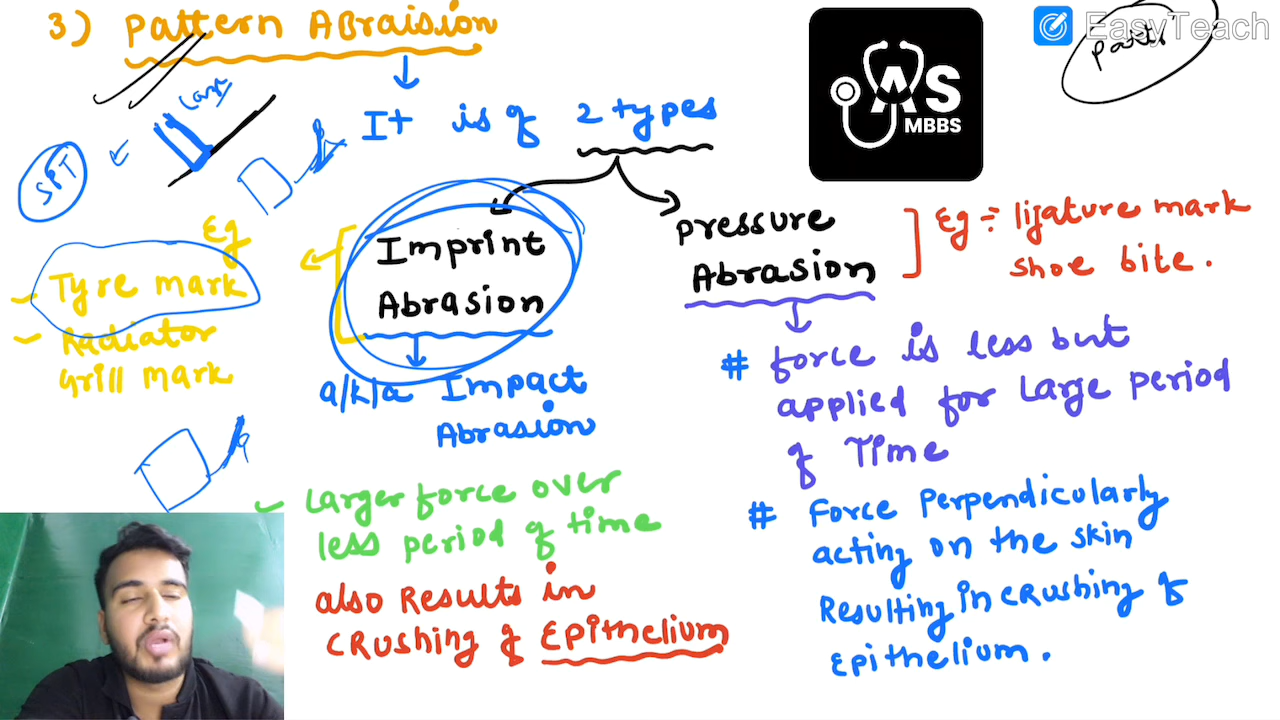 3) Pattern Abraision
EasyTeach
Patt
It is of 2 types
AS
MBBS
SPT
Imprint
Abrasion
Pressure
Abrasion
Eg :- ligature mark
shoe bite.
Eg
Tyre mark
Radiator
Grill mark
a/k/a Impact
Abrasion
# force is less but
applied for large period
of Time
Larger force over
less period of time
# Force Perpendicularly
acting on the skin
Resulting in crushing of
Epithelium.
also Results in
crushing of Epithelium